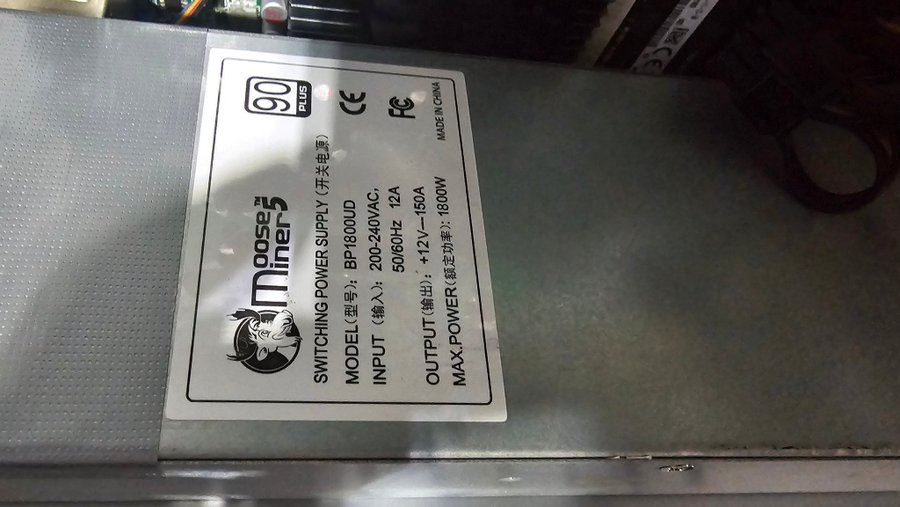 Moose
Miners™
90
PLUS
SWITCHING POWER SUPPLY (开关电源)
MODEL(型号): BP1800UD
INPUT (输入): 200-240VAC,
50/60Hz 12A
OUTPUT(输出): +12V—150A
MAX.POWER(额定功率): 1800W
CE
FC
MADE IN CHINA
CE